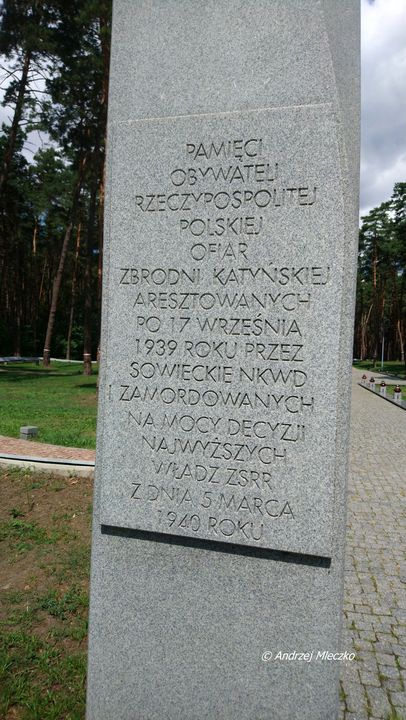 PAMIĘCI
OBYWATELI
RZECZYPOSPOLITEJ
POLSKIEJ
OFIAR
ZBRODNI KATYŃSKIEJ
ARESZTOWANYCH
PO 17 WRZEŚNIA
1939 ROKU PRZEZ
SOWIECKIE NKWD
I ZAMORDOWANYCH
NA MOCY DECYZJI
NAJWYŻSZYCH
WŁADZ ZSRR
Z DNIA 5 MARCA
1940 ROKU
© Andrzej Mleczko